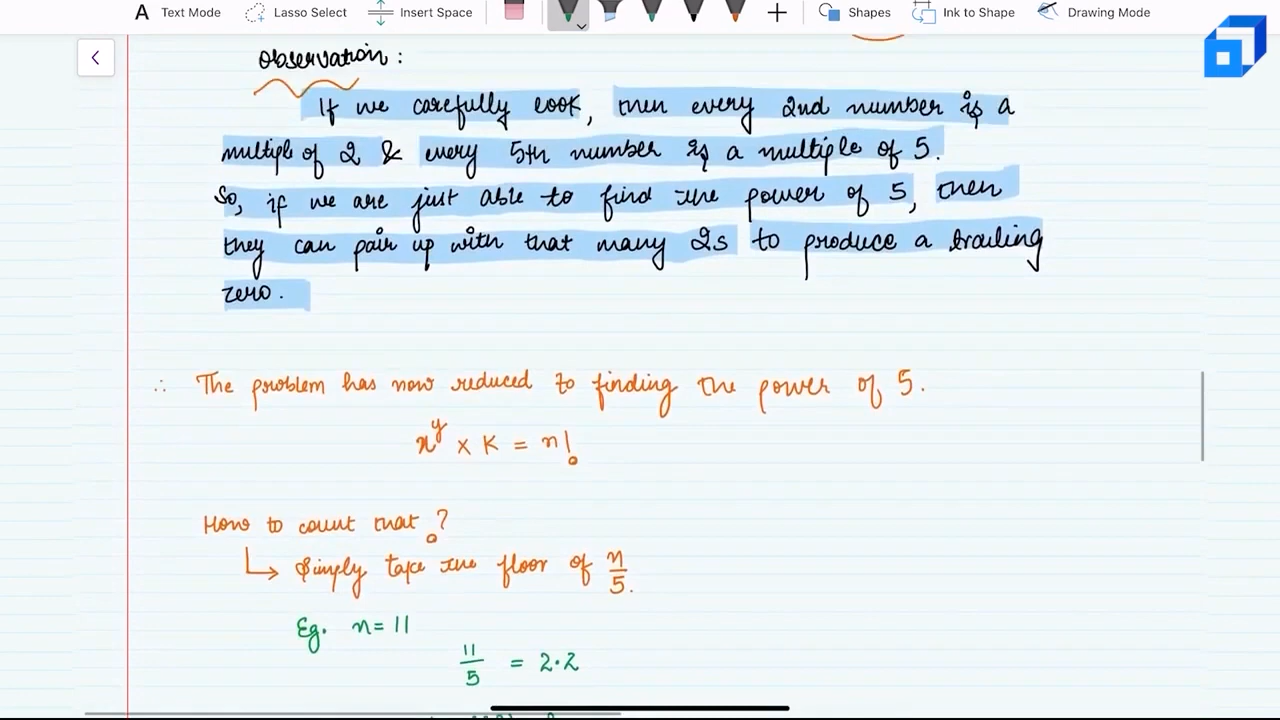 A Text Mode Lasso Select Insert Space Shapes Ink to Shape Drawing Mode
Observation :
If we carefully look, then every 2nd number is a
multiple of 2 & every 5th number is a multiple of 5.
So, if we are just able to find the power of 5, then
they can pair up with that many 2s to produce a trailing
zero.
∴ The problem has now reduced to finding the power of 5.
x^y × K = n!
How to count that ?
↳ Simply take the floor of n/5.
Eg. n = 11
11/5 = 2.2